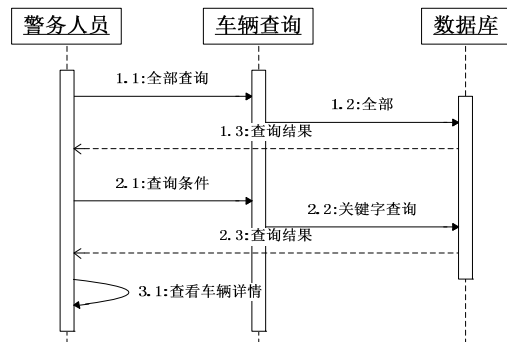 警务人员
车辆查询
数据库
1.1:全部查询
1.2:全部
1.3:查询结果
2.1:查询条件
2.2:关键字查询
2.3:查询结果
3.1:查看车辆详情